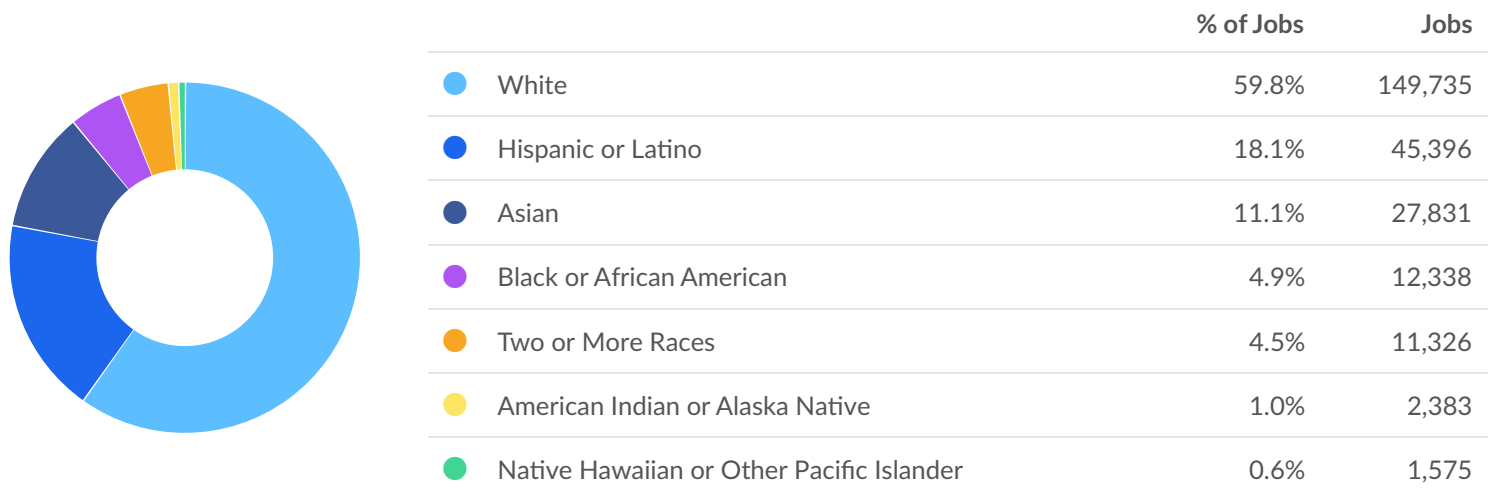 % of Jobs Jobs
White 59.8% 149,735
Hispanic or Latino 18.1% 45,396
Asian 11.1% 27,831
Black or African American 4.9% 12,338
Two or More Races 4.5% 11,326
American Indian or Alaska Native 1.0% 2,383
Native Hawaiian or Other Pacific Islander 0.6% 1,575